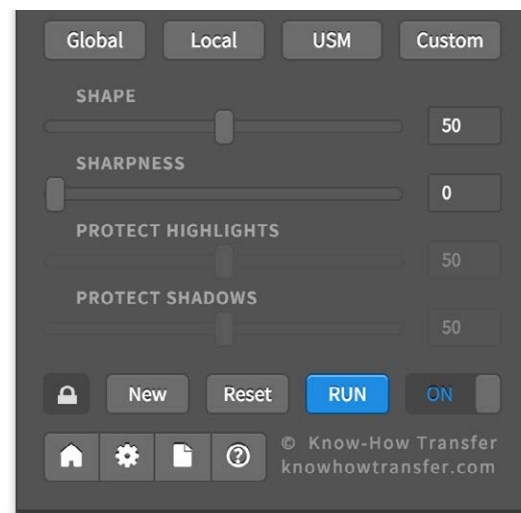 Global Local USM Custom
SHAPE
50
SHARPNESS
0
PROTECT HIGHLIGHTS
50
PROTECT SHADOWS
50
New Reset RUN ON
© Know-How Transfer
knowhowtransfer.com